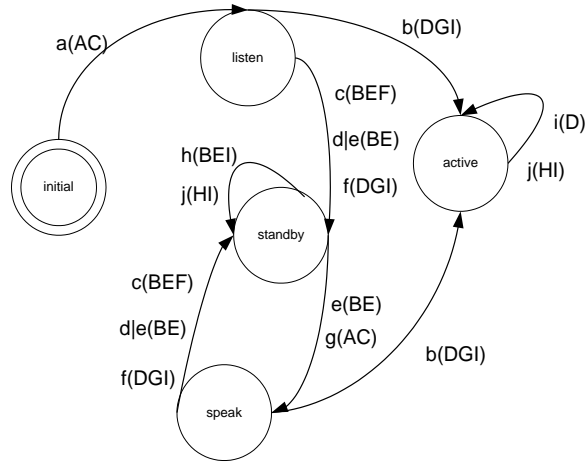 a(AC)
b(DGI)
listen
c(BEF)
i(D)
d|e(BE)
h(BEI)
active
j(HI)
initial
j(HI)
f(DGI)
standby
c(BEF)
e(BE)
d|e(BE)
g(AC)
b(DGI)
f(DGI)
speak